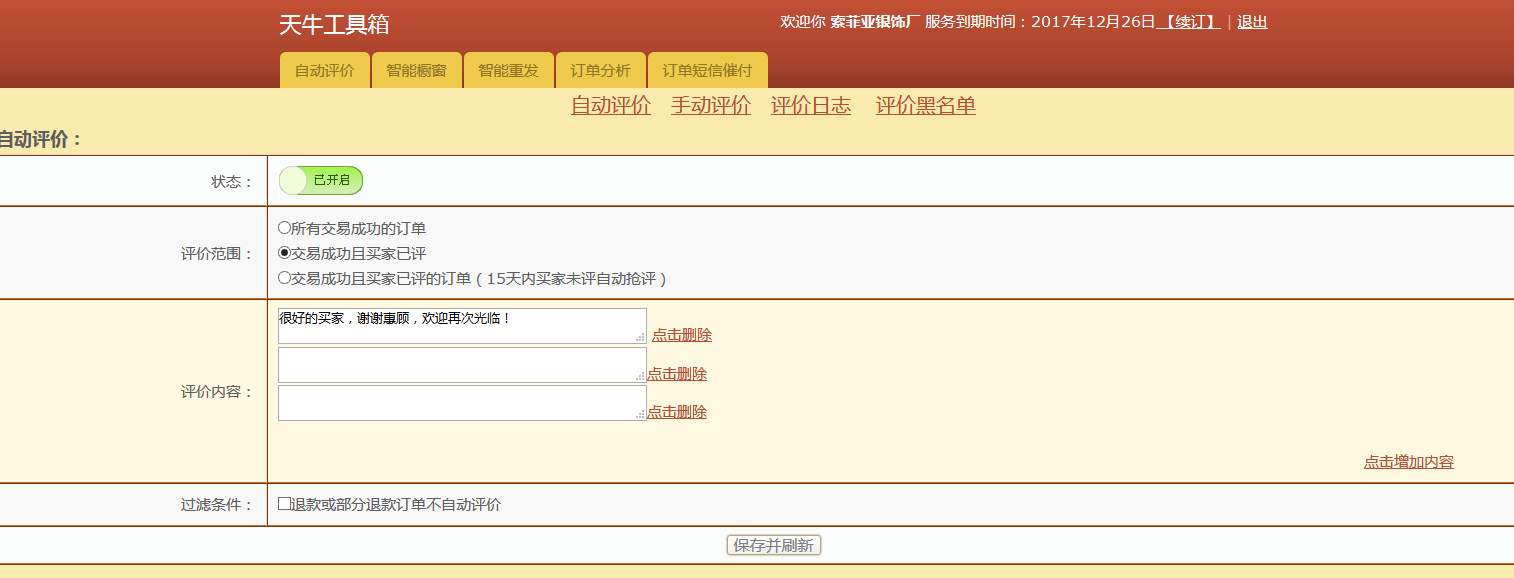 天牛工具箱
欢迎你 索菲亚银饰厂 服务到期时间：2017年12月26日 【续订】 | 退出
自动评价 智能橱窗 智能重发 订单分析 订单短信催付
自动评价 手动评价 评价日志 评价黑名单
自动评价：
状态：
已开启
评价范围：
所有交易成功的订单
交易成功且买家已评
交易成功且买家已评的订单（15天内买家未评自动抢评）
评价内容：
很好的买家，谢谢惠顾，欢迎再次光临！
点击删除
点击删除
点击删除
点击增加内容
过滤条件：
退款或部分退款订单不自动评价
保存并刷新